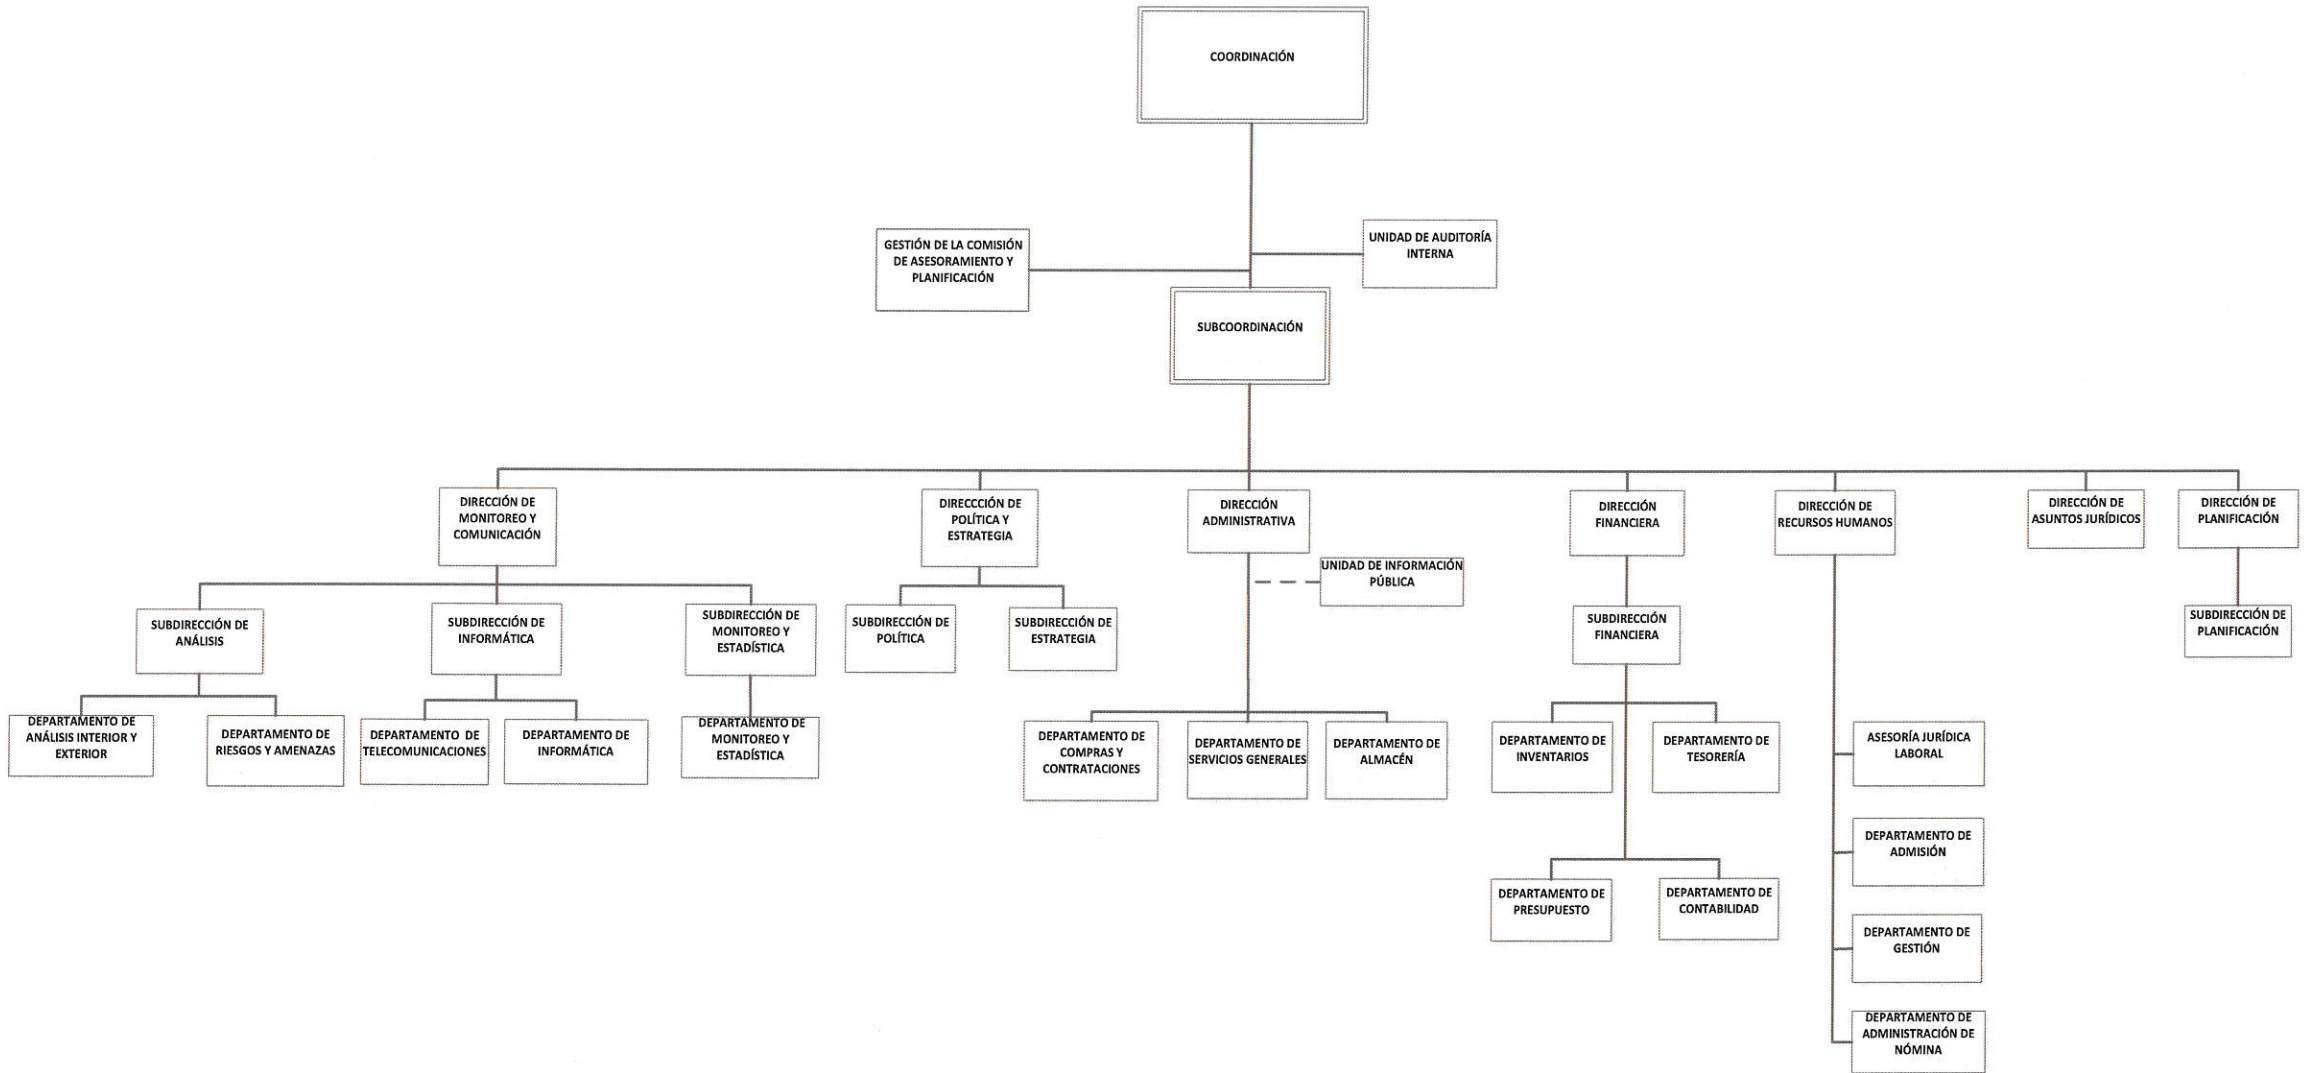 COORDINACIÓN
UNIDAD DE AUDITORÍA
INTERNA
GESTIÓN DE LA COMISIÓN
DE ASESORAMIENTO Y
PLANIFICACIÓN
SUBCOORDINACIÓN
DIRECCIÓN DE
MONITOREO Y
COMUNICACIÓN
DIRECCCIÓN DE
POLÍTICA Y
ESTRATEGIA
DIRECCIÓN
ADMINISTRATIVA
DIRECCIÓN
FINANCIERA
DIRECCIÓN DE
RECURSOS HUMANOS
DIRECCIÓN DE
ASUNTOS JURÍDICOS
DIRECCIÓN DE
PLANIFICACIÓN
UNIDAD DE INFORMACIÓN
PÚBLICA
SUBDIRECCIÓN DE
ANÁLISIS
SUBDIRECCIÓN DE
INFORMÁTICA
SUBDIRECCIÓN DE
MONITOREO Y
ESTADÍSTICA
SUBDIRECCIÓN DE
POLÍTICA
SUBDIRECCIÓN DE
ESTRATEGIA
SUBDIRECCIÓN
FINANCIERA
SUBDIRECCIÓN DE
PLANIFICACIÓN
DEPARTAMENTO DE
ANÁLISIS INTERIOR Y
EXTERIOR
DEPARTAMENTO DE
RIESGOS Y AMENAZAS
DEPARTAMENTO DE
TELECOMUNICACIONES
DEPARTAMENTO DE
INFORMÁTICA
DEPARTAMENTO DE
MONITOREO Y
ESTADÍSTICA
DEPARTAMENTO DE
COMPRAS Y
CONTRATACIONES
DEPARTAMENTO DE
SERVICIOS GENERALES
DEPARTAMENTO DE
ALMACÉN
DEPARTAMENTO DE
INVENTARIOS
DEPARTAMENTO DE
TESORERÍA
ASESORÍA JURÍDICA
LABORAL
DEPARTAMENTO DE
ADMISIÓN
DEPARTAMENTO DE
PRESUPUESTO
DEPARTAMENTO DE
CONTABILIDAD
DEPARTAMENTO DE
GESTIÓN
DEPARTAMENTO DE
ADMINISTRACIÓN DE
NÓMINA